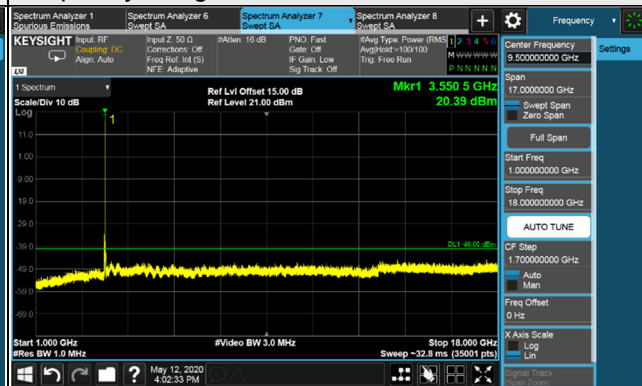 Spectrum Analyzer 1
Spurious Emissions
Spectrum Analyzer 6
Swept SA
Spectrum Analyzer 7
Swept SA
Spectrum Analyzer 8
Swept SA
+
Frequency
KEYSIGHT
Input: RF
Coupling: DC
Align: Auto
Input Z: 50 Ω
Corrections: Off
Freq Ref: Int (S)
NFE: Adaptive
#Atten: 16 dB
PNO: Fast
Gate: Off
IF Gain: Low
Sig Track: Off
#Avg Type: Power (RMS
Avg|Hold:>100/100
Trig: Free Run
1 2 3 4 5 6
M W W W W W
P N N N N N
LXI
Center Frequency
9.500000000 GHz
Settings
Span
17.0000000 GHz
Swept Span
Zero Span
Full Span
Start Freq
1.000000000 GHz
Stop Freq
18.000000000 GHz
AUTO TUNE
CF Step
1.700000000 GHz
Auto
Man
Freq Offset
0 Hz
X Axis Scale
Log
Lin
Signal Track
(Span Zoom)
1 Spectrum
Scale/Div 10 dB
Log
Ref Lvl Offset 15.00 dB
Ref Level 21.00 dBm
Mkr1 3.550 5 GHz
20.39 dBm
1
11.0
1.00
-9.00
-19.0
-29.0
-39.0
DL1 -40.00 dBm
-49.0
-59.0
-69.0
Start 1.000 GHz
#Res BW 1.0 MHz
#Video BW 3.0 MHz
Stop 18.000 GHz
Sweep ~32.8 ms (35001 pts)
May 12, 2020
4:02:33 PM